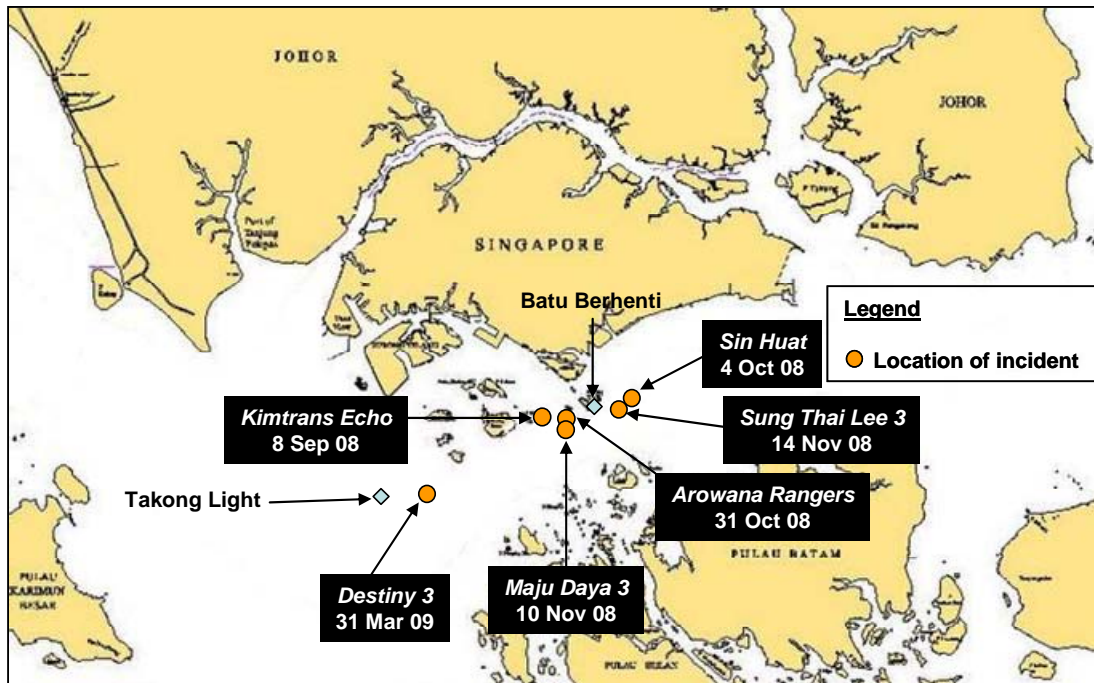 JOHOR
JOHOR
Port of
Tanjung
Pelepas
SINGAPORE
Batu Berhenti
Legend
Location of incident
Sin Huat
4 Oct 08
Kimtrans Echo
8 Sep 08
Sung Thai Lee 3
14 Nov 08
Takong Light
Arowana Rangers
31 Oct 08
PULAU BATAM
PULAU
KARIMUN
BESAR
Destiny 3
31 Mar 09
Maju Daya 3
10 Nov 08
PULAU BULAN